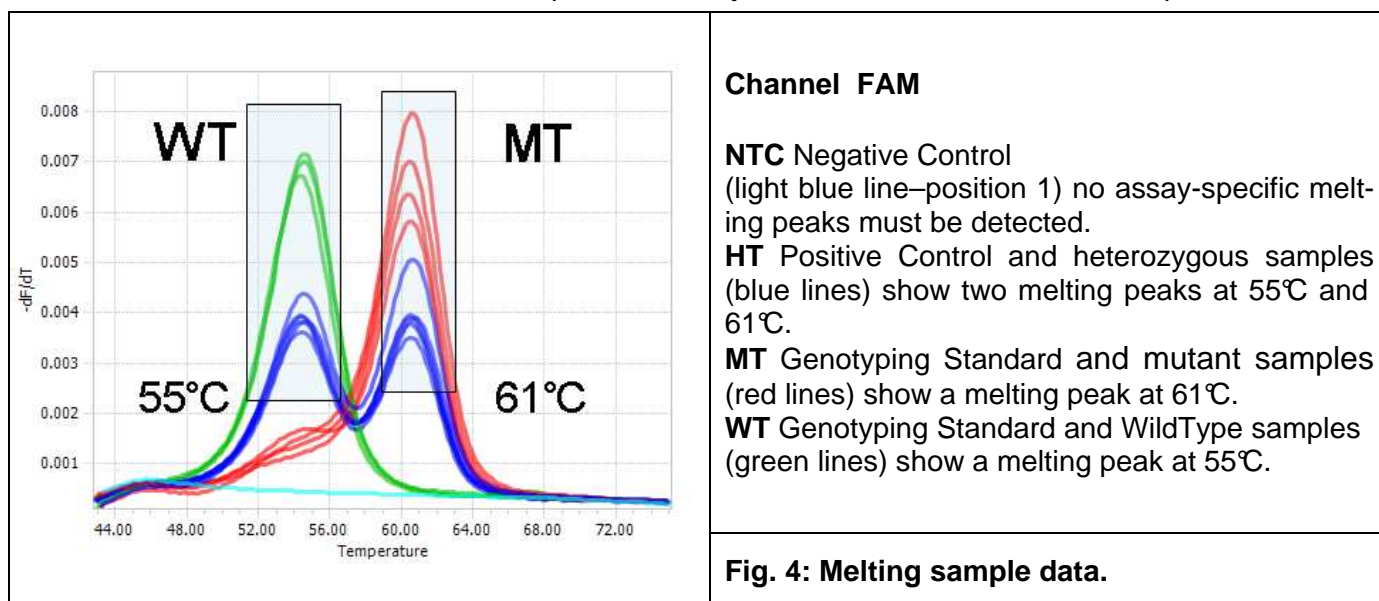 0.008
0.007
0.006
0.005
0.004
0.003
0.002
0.001
-dF/dT
WT
MT
55°C
61°C
44.00 48.00 52.00 56.00 60.00 64.00 68.00 72.00
Temperature
Channel FAM
NTC Negative Control
(light blue line–position 1) no assay-specific melt-
ing peaks must be detected.
HT Positive Control and heterozygous samples
(blue lines) show two melting peaks at 55℃ and
61℃.
MT Genotyping Standard and mutant samples
(red lines) show a melting peak at 61℃.
WT Genotyping Standard and WildType samples
(green lines) show a melting peak at 55℃.
Fig. 4: Melting sample data.